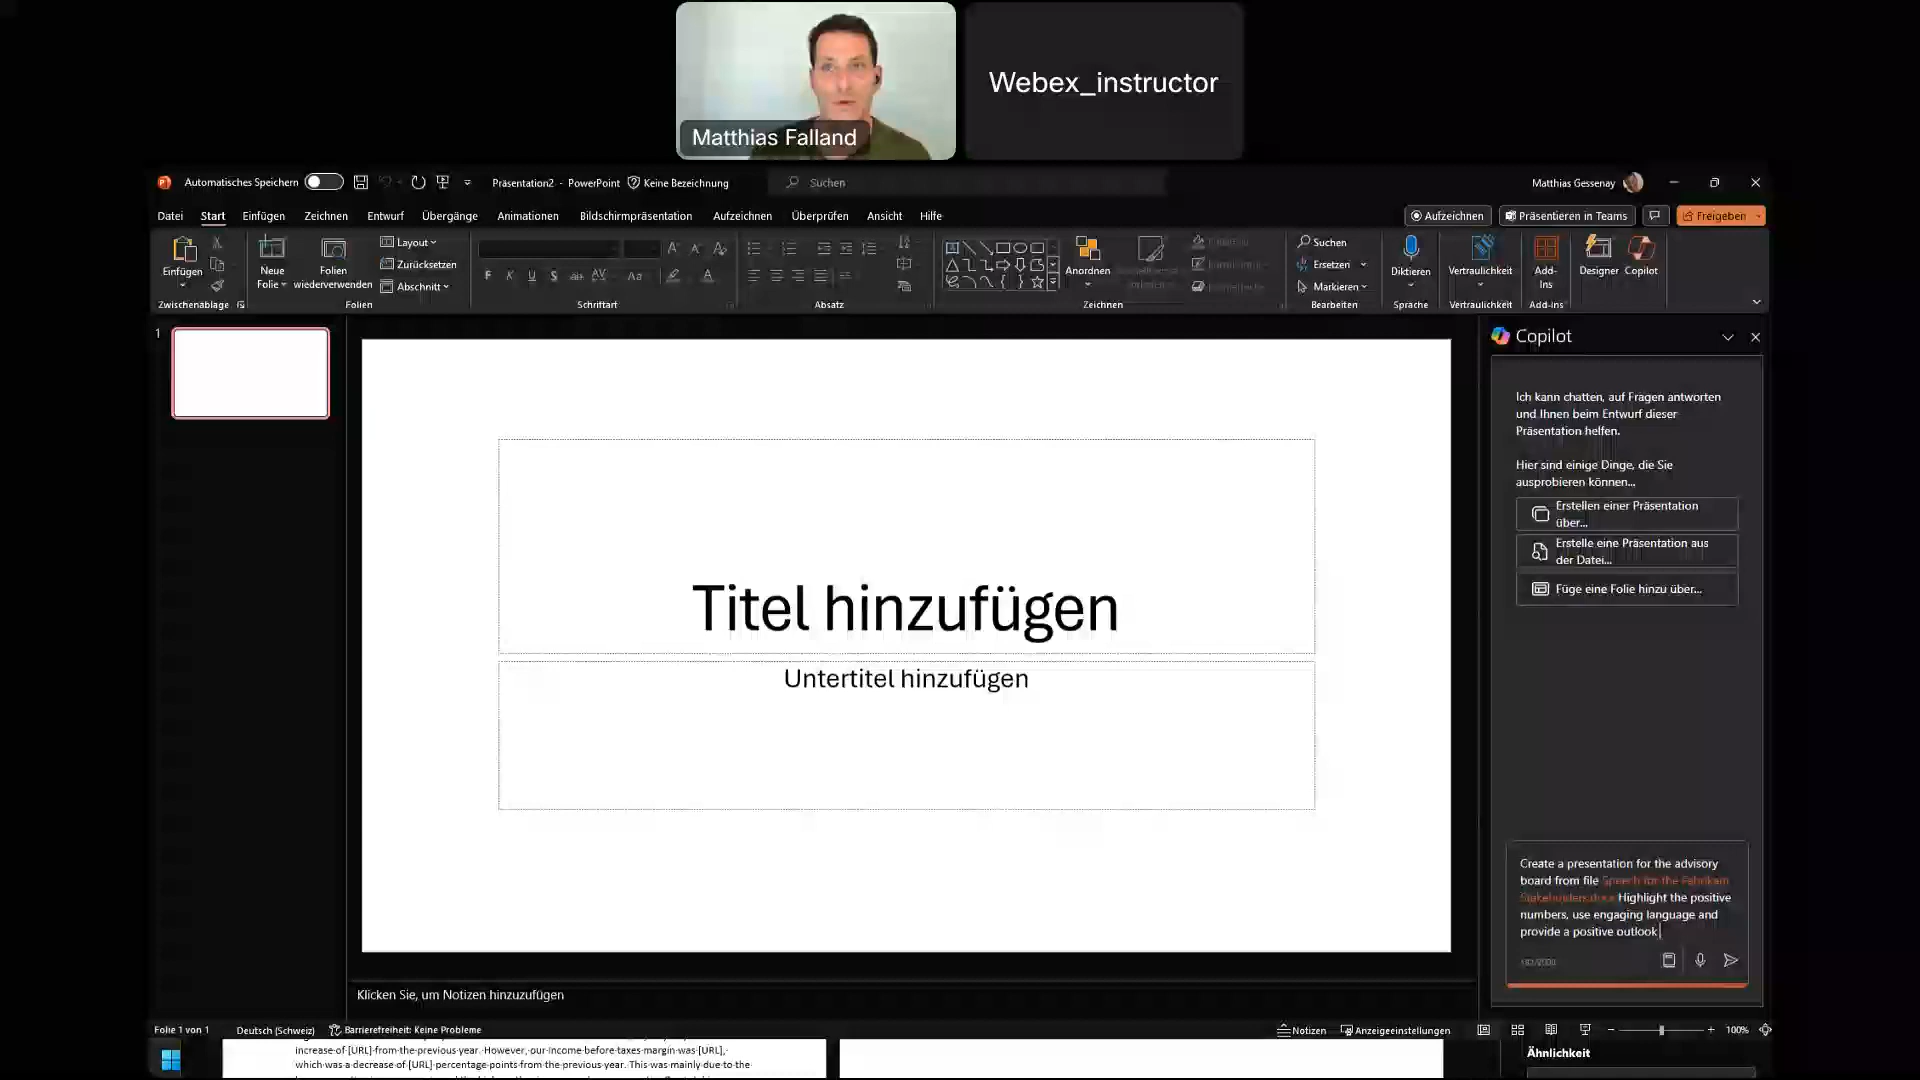 Webex_instructor
Matthias Falland
Automatisches Speichern
Präsentation2 - PowerPoint
Keine Bezeichnung
Suchen
Matthias Gessenay
Datei Start Einfügen Zeichnen Entwurf Übergänge Animationen Bildschirmpräsentation Aufzeichnen Überprüfen Ansicht Hilfe
Aufzeichnen
Präsentieren in Teams
Freigeben
Einfügen
Neue Folie
Folien wiederverwenden
Layout
Zurücksetzen
Abschnitt
Anordnen
Suchen
Ersetzen
Markieren
Diktieren
Vertraulichkeit
Add-Ins
Designer
Copilot
Zwischenablage
Folien
Schriftart
Absatz
Zeichnen
Bearbeiten
Sprache
Vertraulichkeit
Add-Ins
1
Titel hinzufügen
Untertitel hinzufügen
Copilot
Ich kann chatten, auf Fragen antworten
und Ihnen beim Entwurf dieser
Präsentation helfen.
Hier sind einige Dinge, die Sie
ausprobieren können...
Erstellen einer Präsentation
über...
Erstelle eine Präsentation aus
der Datei...
Füge eine Folie hinzu über...
Create a presentation for the advisory
board from file Speech for the Fabrikam
Stakeholders.docx Highlight the positive
numbers, use engaging language and
provide a positive outlook
Klicken Sie, um Notizen hinzuzufügen
Folie 1 von 1
Deutsch (Schweiz)
Barrierefreiheit: Keine Probleme
Notizen
Anzeigeeinstellungen
100%
increase of [URL] from the previous year. However, our income before taxes margin was [URL],
which was a decrease of [URL] percentage points from the previous year. This was mainly due to the
Ähnlichkeit